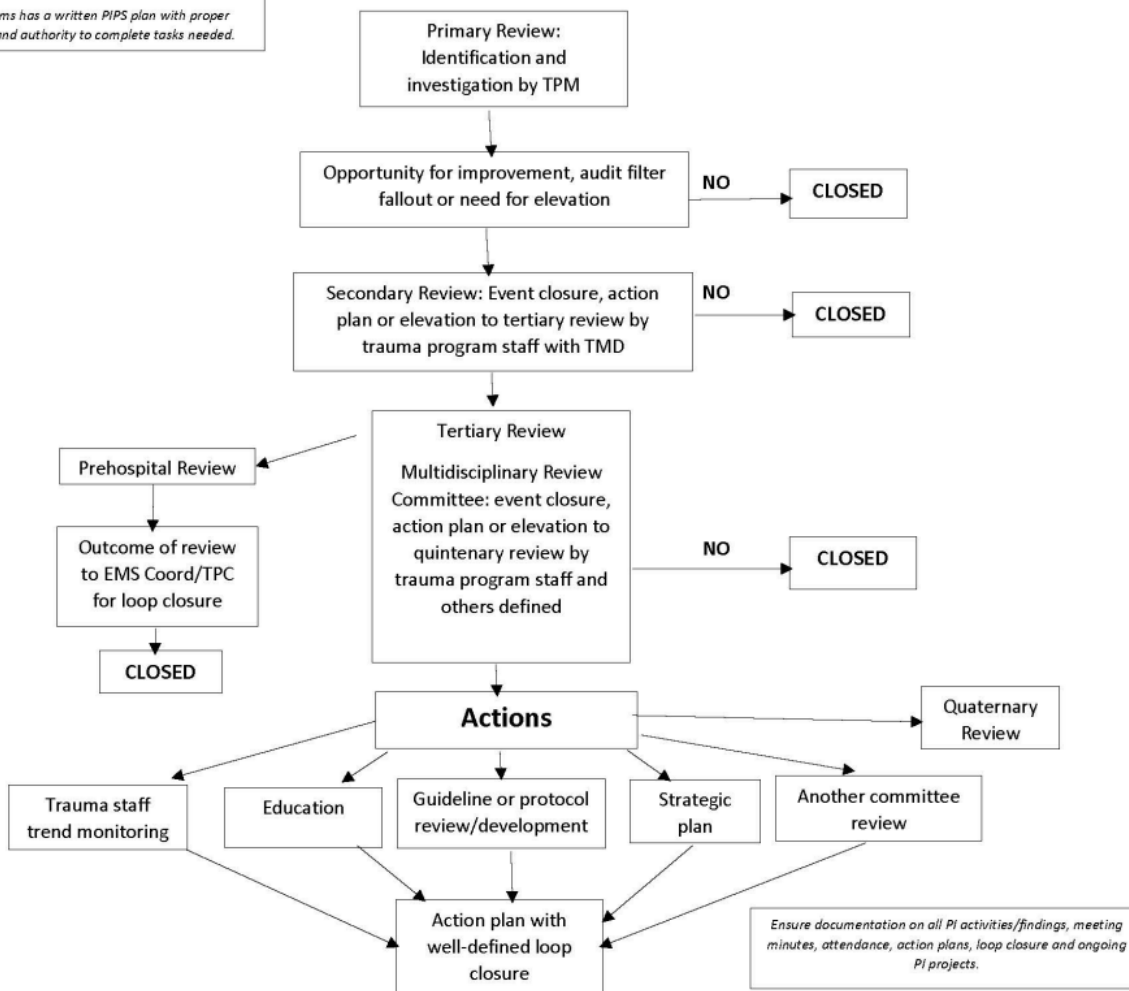 ms has a written PIPS plan with proper
nd authority to complete tasks needed.
Primary Review:
Identification and
investigation by TPM
Opportunity for improvement, audit filter
fallout or need for elevation
NO
CLOSED
Secondary Review: Event closure, action
plan or elevation to tertiary review by
trauma program staff with TMD
NO
CLOSED
Tertiary Review
Multidisciplinary Review
Committee: event closure,
action plan or elevation to
quintenary review by
trauma program staff and
others defined
NO
CLOSED
Prehospital Review
Outcome of review
to EMS Coord/TPC
for loop closure
CLOSED
Actions
Quaternary
Review
Trauma staff
trend monitoring
Education
Guideline or protocol
review/development
Strategic
plan
Another committee
review
Action plan with
well-defined loop
closure
Ensure documentation on all PI activities/findings, meeting
minutes, attendance, action plans, loop closure and ongoing
PI projects.